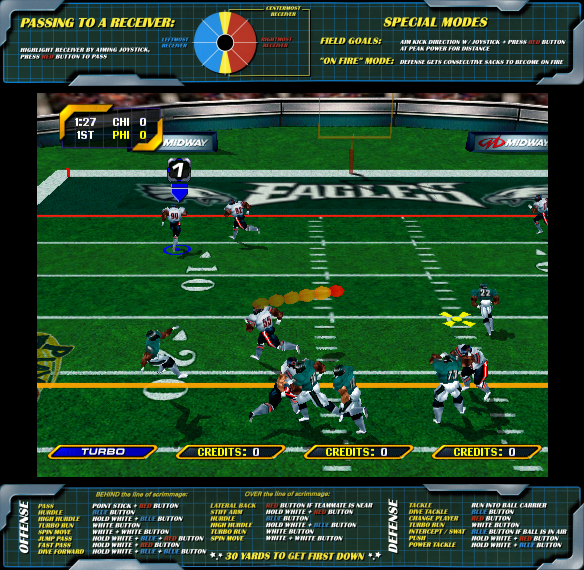 PASSING TO A RECEIVER:
HIGHLIGHT RECEIVER BY AIMING JOYSTICK,
PRESS RED BUTTON TO PASS
CENTERMOST
RECEIVER
LEFTMOST
RECEIVER
RIGHTMOST
RECEIVER
SPECIAL MODES
FIELD GOALS: AIM KICK DIRECTION W/ JOYSTICK + PRESS RED BUTTON
AT PEAK POWER FOR DISTANCE
"ON FIRE" MODE: DEFENSE GETS CONSECUTIVE SACKS TO BECOME ON FIRE
1:27 CHI 0
1ST PHI 0
MIDWAY
MIDWAY
1
EAGLES
90
22
55
73
TURBO
CREDITS: 0
CREDITS: 0
CREDITS: 0
OFFENSE
BEHIND the line of scrimmage:
PASS POINT STICK + RED BUTTON
HURDLE BLUE BUTTON
HIGH HURDLE HOLD WHITE + BLUE BUTTON
TURBO RUN WHITE BUTTON
SPIN MOVE WHITE + WHITE BUTTON
JUMP PASS HOLD WHITE + BLUE + RED BUTTON
FAST PASS HOLD WHITE + RED BUTTON
DIVE FORWARD HOLD WHITE + BLUE + BLUE BUTTON
OVER the line of scrimmage:
LATERAL BACK RED BUTTON IF TEAMMATE IS NEAR
STIFF ARM HOLD WHITE + RED BUTTON
HURDLE BLUE BUTTON
HIGH HURDLE HOLD WHITE + BLUE BUTTON
TURBO RUN WHITE BUTTON
SPIN MOVE WHITE + WHITE BUTTON
30 YARDS TO GET FIRST DOWN
DEFENSE
TACKLE RUN INTO BALL CARRIER
DIVE TACKLE BLUE BUTTON
CHANGE PLAYER RED BUTTON
TURBO RUN WHITE BUTTON
INTERCEPT / SWAT BLUE BUTTON IF BALL IS IN AIR
PUSH HOLD WHITE + RED BUTTON
POWER TACKLE HOLD WHITE + BLUE BUTTON